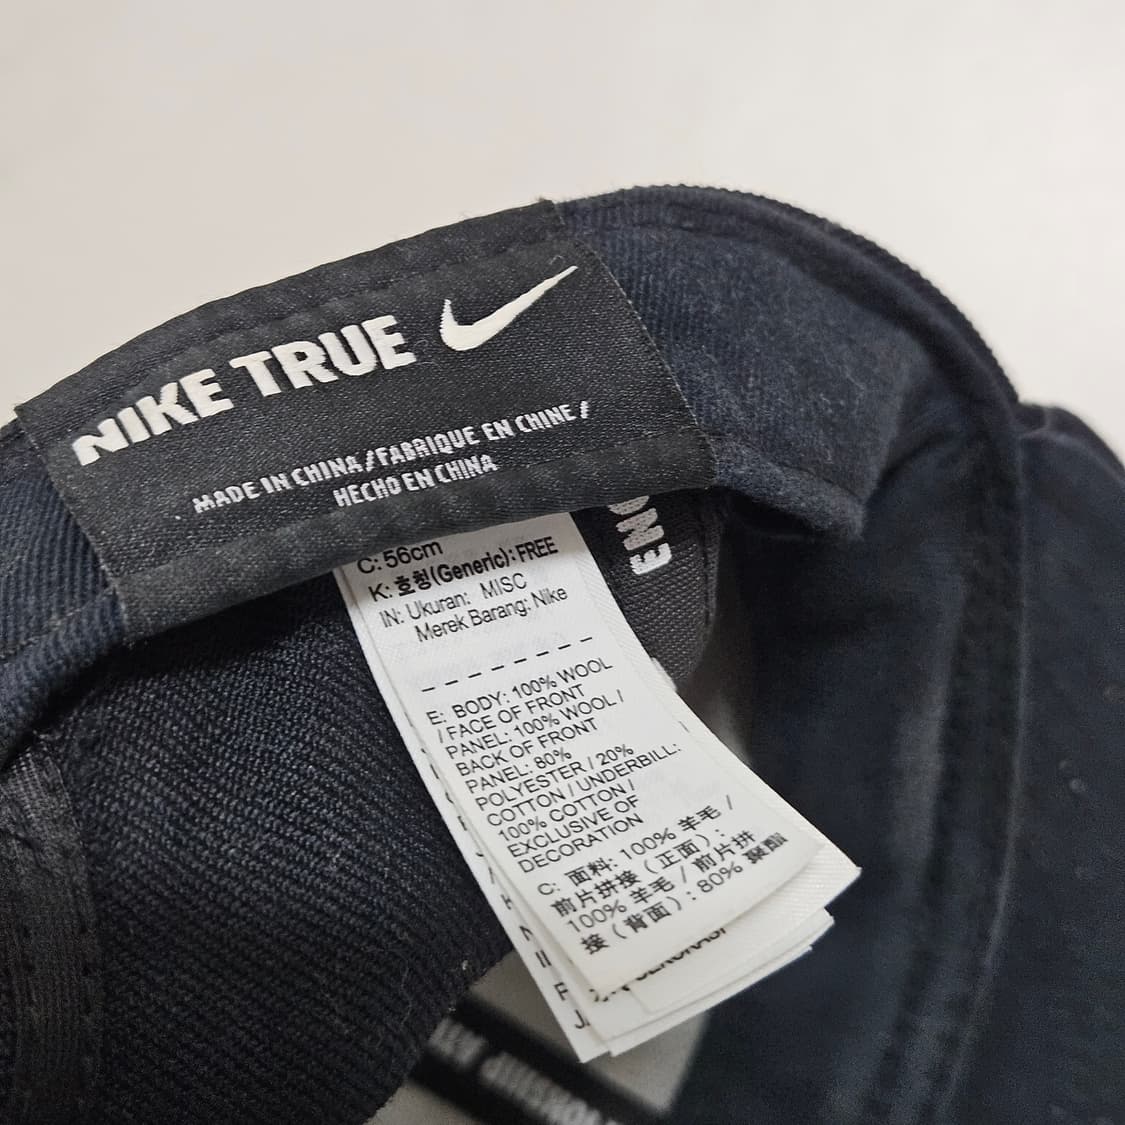 NIKE TRUE
MADE IN CHINA / FABRIQUE EN CHINE /
HECHO EN CHINA
C: 56cm
K: 호칭(Generic): FREE
IN: Ukuran: MISC
Merek Barang: Nike
E: BODY: 100% WOOL
/ FACE OF FRONT
PANEL: 100% WOOL /
BACK OF FRONT
PANEL: 80%
POLYESTER / 20%
COTTON / UNDERBILL:
100% COTTON /
EXCLUSIVE OF
DECORATION
C: 面料: 100% 羊毛 /
前片拼接（正面）:
100% 羊毛 / 前片拼
接（背面）: 80% 聚酯